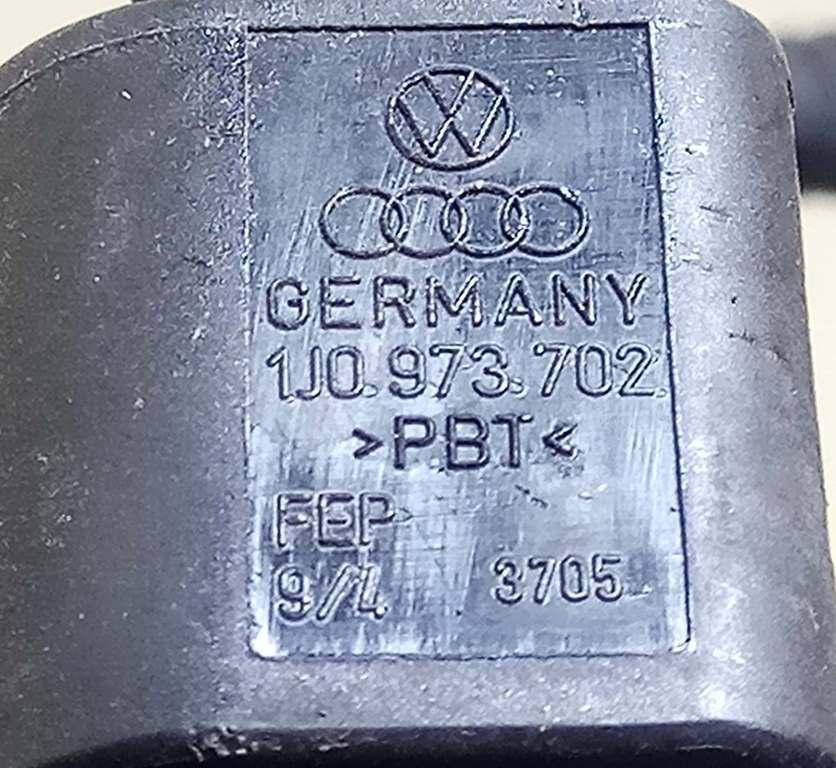 GERMANY
1J0.973.702
>PBT<
FEP
9/4 3705